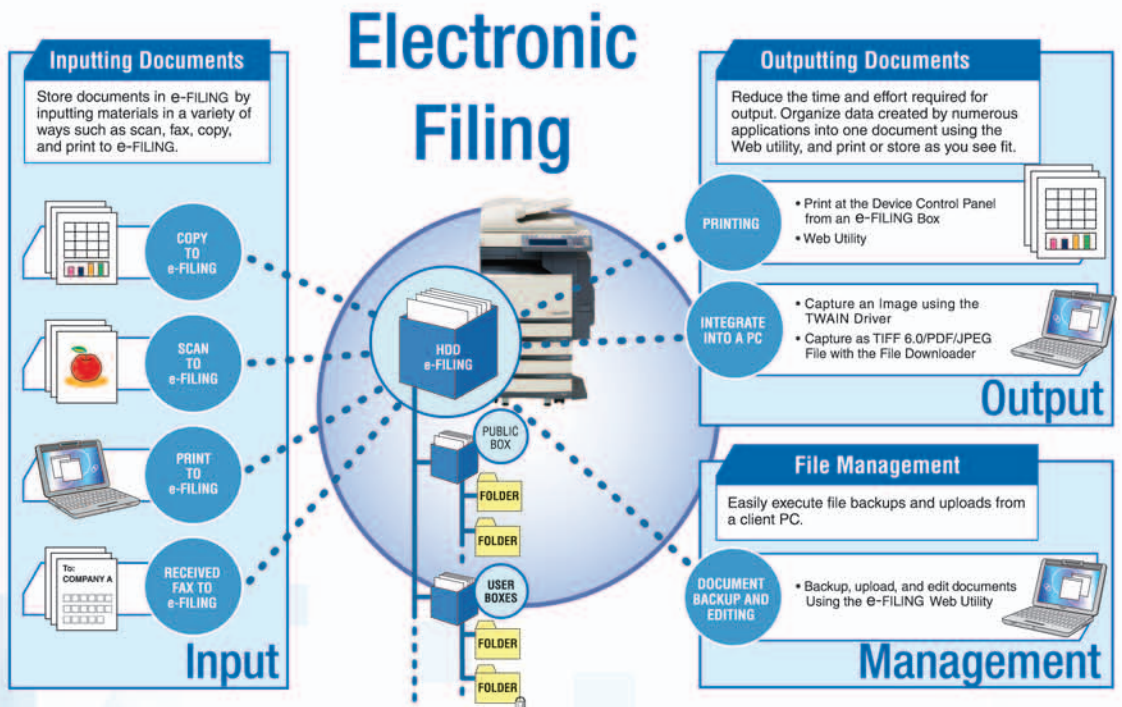 Electronic
Filing
Inputting Documents
Store documents in e-FILING by
inputting materials in a variety of
ways such as scan, fax, copy,
and print to e-FILING.
COPY
TO
e-FILING
SCAN
TO
e-FILING
PRINT
TO
e-FILING
To:
COMPANY A
RECEIVED
FAX TO
e-FILING
Input
HDD
e-FILING
PUBLIC
BOX
FOLDER
FOLDER
USER
BOXES
FOLDER
FOLDER
Outputting Documents
Reduce the time and effort required for
output. Organize data created by numerous
applications into one document using the
Web utility, and print or store as you see fit.
PRINTING
• Print at the Device Control Panel
from an e-FILING Box
• Web Utility
INTEGRATE
INTO A PC
• Capture an Image using the
TWAIN Driver
• Capture as TIFF 6.0/PDF/JPEG
File with the File Downloader
Output
File Management
Easily execute file backups and uploads from
a client PC.
DOCUMENT
BACKUP AND
EDITING
• Backup, upload, and edit documents
Using the e-FILING Web Utility
Management